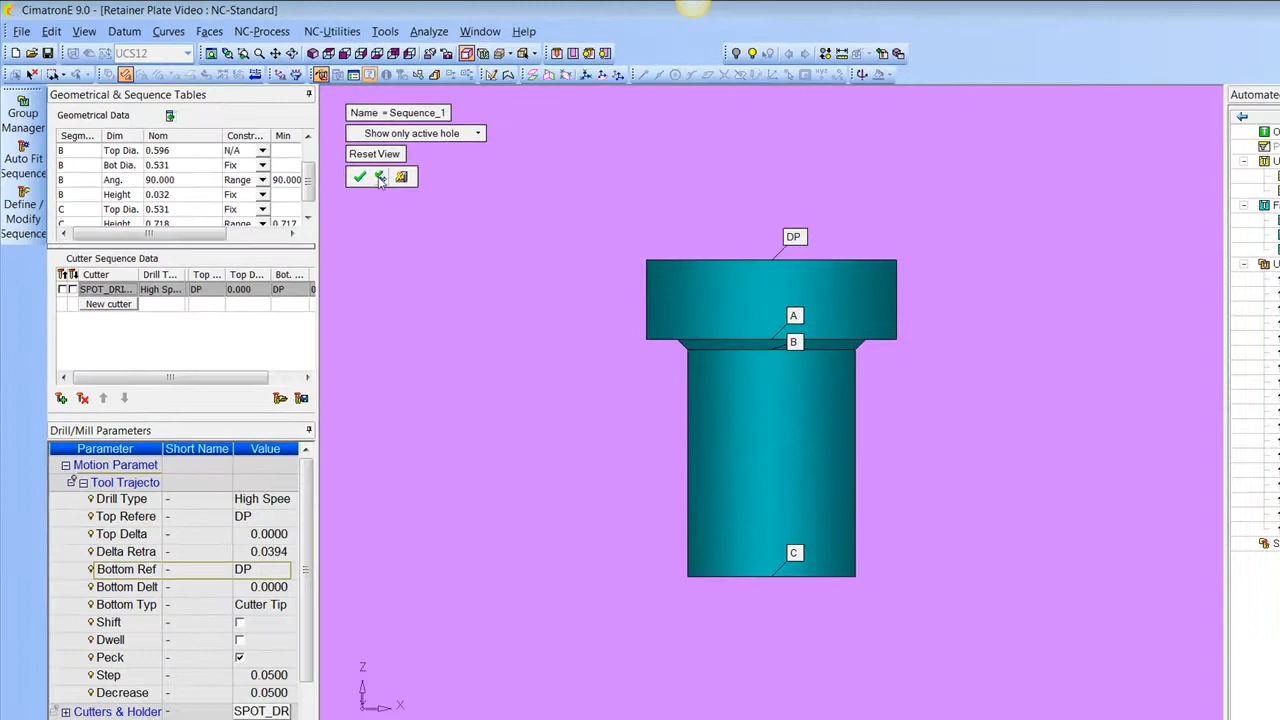 CimatronE 9.0 - [Retainer Plate Video : NC-Standard]
File Edit View Datum Curves Faces NC-Process NC-Utilities Tools Analyze Window Help
UCS12
Group Manager
Auto Fit Sequence
Define / Modify Sequence
Geometrical & Sequence Tables
Geometrical Data
Segm... Dim Nom Constr... Min
B Top Dia. 0.596 N/A
B Bot Dia. 0.531 Fix
B Ang. 90.000 Range 90.000
B Height 0.032 Fix
C Top Dia. 0.531 Fix
C Height 0.718 Range 0.717
Cutter Sequence Data
Cutter Drill T... Top ... Top D... Bot. ..
SPOT_DRI... High Sp... DP 0.000 DP
New cutter
Drill/Mill Parameters
Parameter Short Name Value
Motion Paramet
Tool Trajecto
Drill Type - High Spee
Top Refere - DP
Top Delta - 0.0000
Delta Retra - 0.0394
Bottom Ref - DP
Bottom Delt - 0.0000
Bottom Typ - Cutter Tip
Shift -
Dwell -
Peck -
Step - 0.0500
Decrease - 0.0500
Cutters & Holder SPOT_DR
Name = Sequence_1
Show only active hole
Reset View
DP
A
B
C
Z
X
Automated